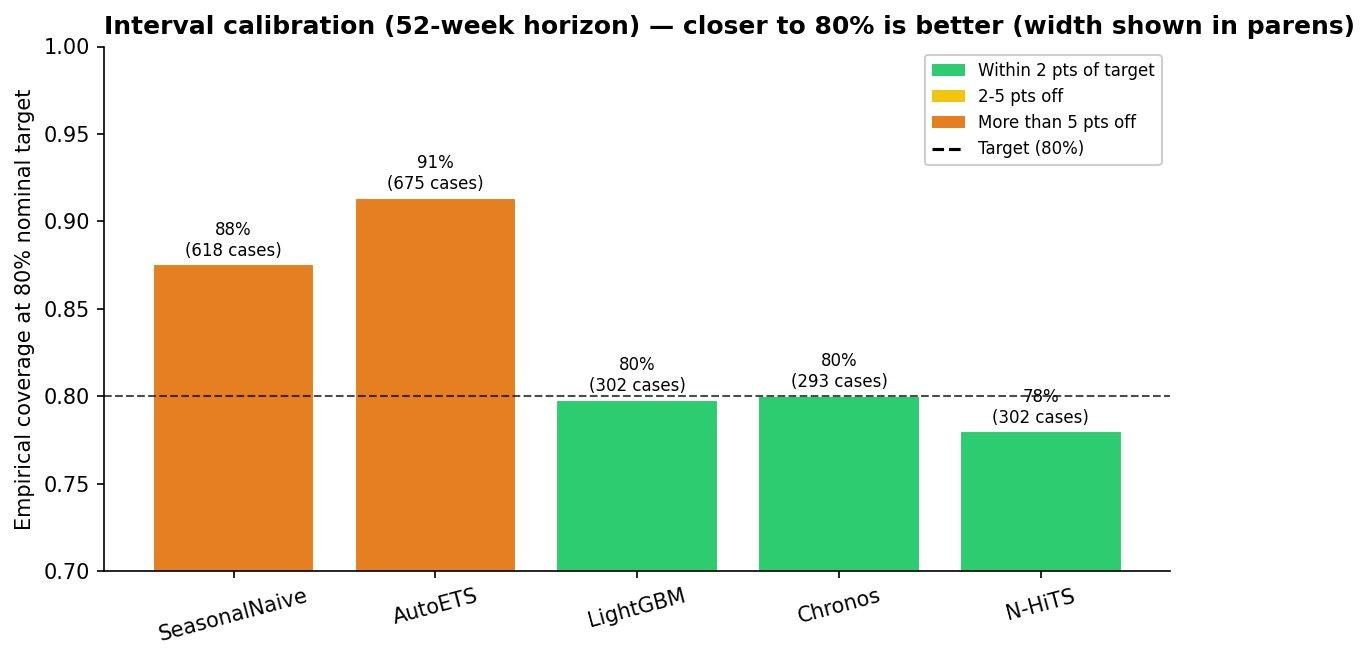 Interval calibration (52-week horizon) — closer to 80% is better (width shown in parens)
Empirical coverage at 80% nominal target
1.00
0.95
0.90
0.85
0.80
0.75
0.70
Within 2 pts of target
2-5 pts off
More than 5 pts off
Target (80%)
88%
(618 cases)
91%
(675 cases)
80%
(302 cases)
80%
(293 cases)
78%
(302 cases)
SeasonalNaive
AutoETS
LightGBM
Chronos
N-HiTS